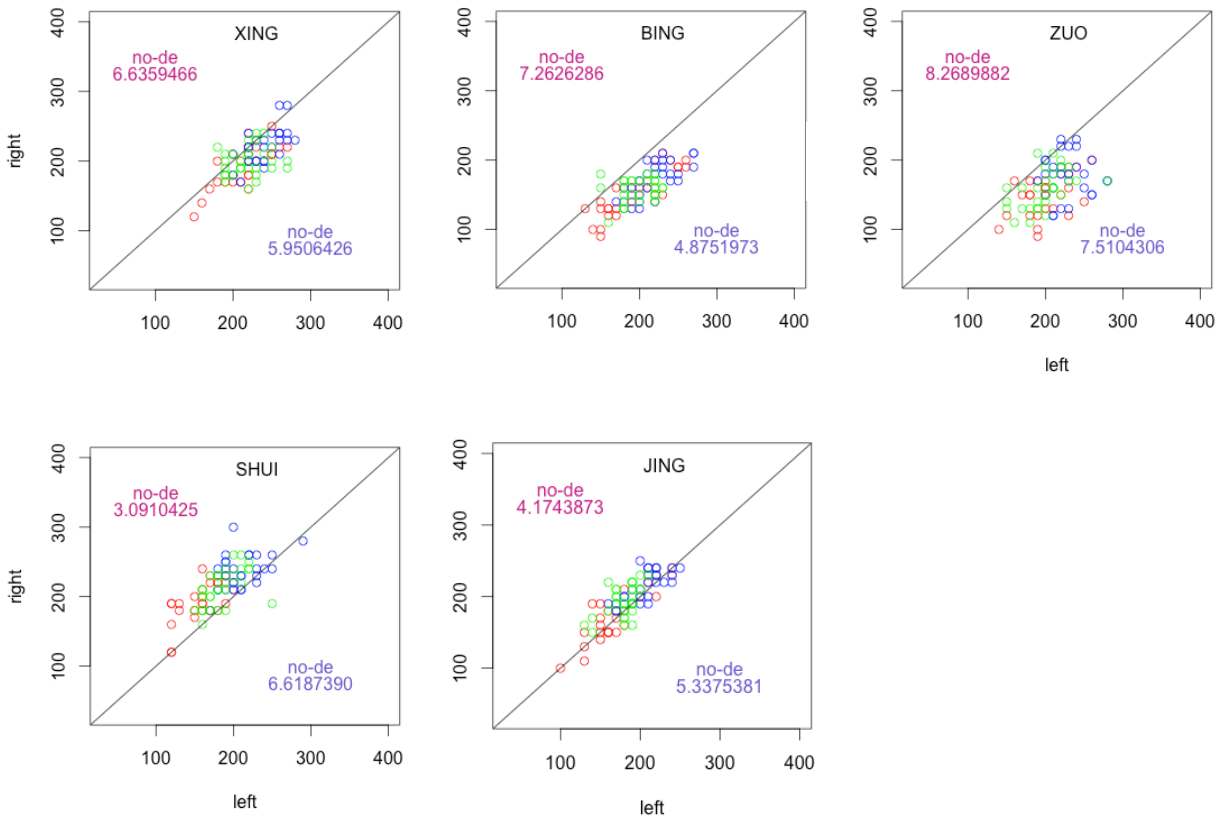 XING
no-de
6.6359466
no-de
5.9506426
right
100
200
300
400
100
200
300
400
BING
no-de
7.2626286
no-de
4.8751973
100
200
300
400
100
200
300
400
ZUO
no-de
8.2689882
no-de
7.5104306
100
200
300
400
100
200
300
400
left
SHUI
no-de
3.0910425
no-de
6.6187390
right
100
200
300
400
100
200
300
400
left
JING
no-de
4.1743873
no-de
5.3375381
100
200
300
400
100
200
300
400
left